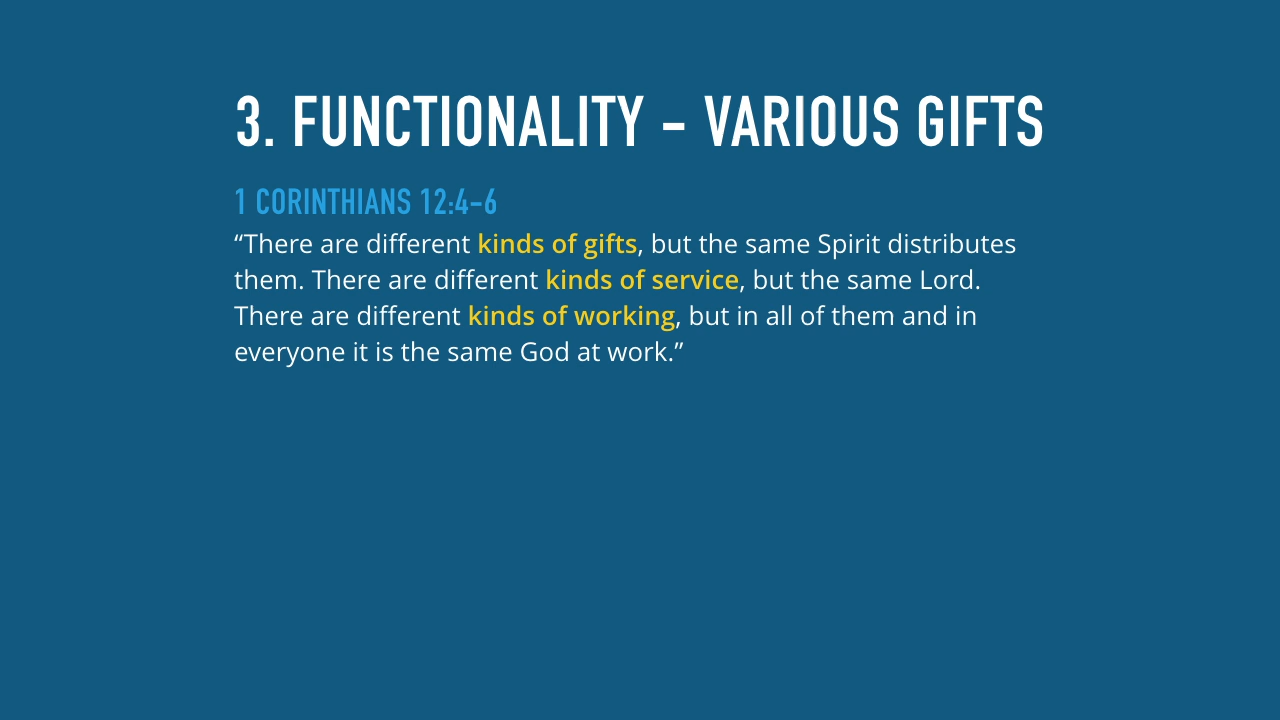 3. FUNCTIONALITY - VARIOUS GIFTS
1 CORINTHIANS 12:4-6
“There are different kinds of gifts, but the same Spirit distributes
them. There are different kinds of service, but the same Lord.
There are different kinds of working, but in all of them and in
everyone it is the same God at work.”